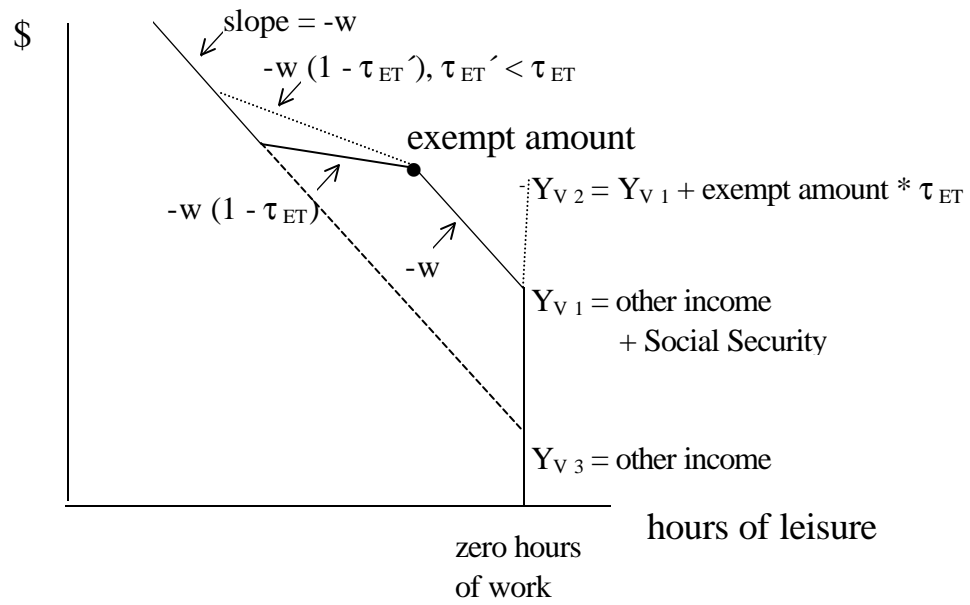 $
slope = -w
-w (1 - τ ET ´), τ ET ´ < τ ET
exempt amount
Y V 2 = Y V 1 + exempt amount * τ ET
-w (1 - τ ET)
-w
Y V 1 = other income
+ Social Security
Y V 3 = other income
hours of leisure
zero hours
of work